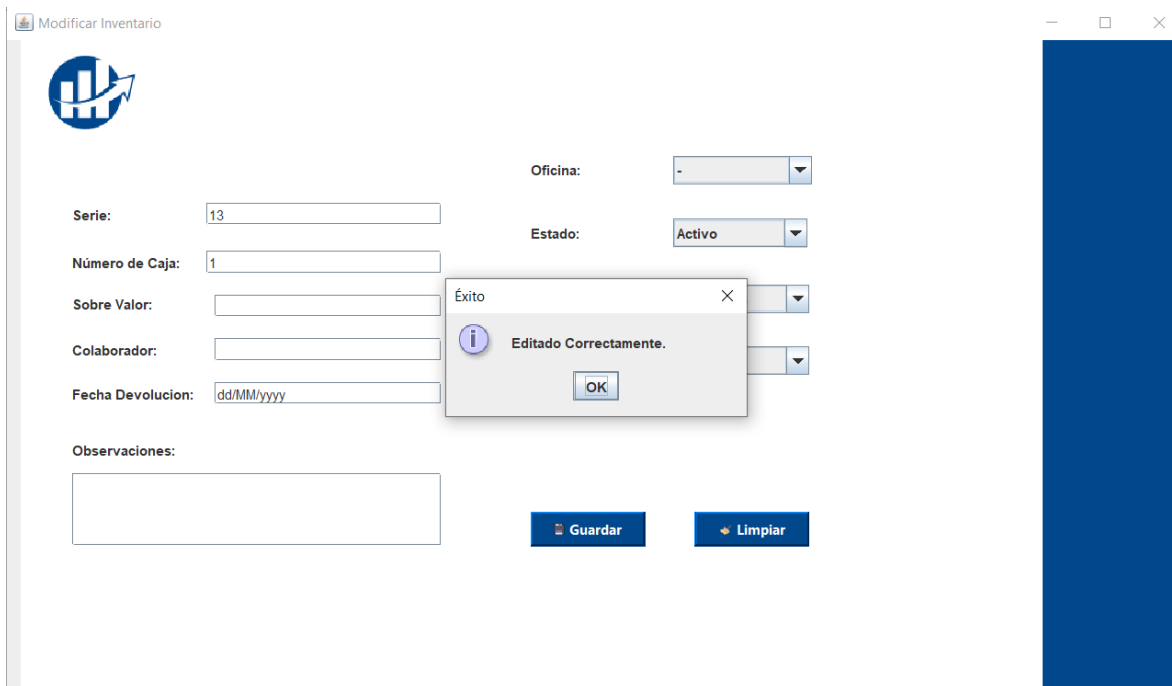 Modificar Inventario
Oficina: -
Serie: 13
Estado: Activo
Número de Caja: 1
Sobre Valor:
Colaborador:
Fecha Devolucion: dd/MM/yyyy
Éxito
Editado Correctamente.
OK
Observaciones:
Guardar
Limpiar